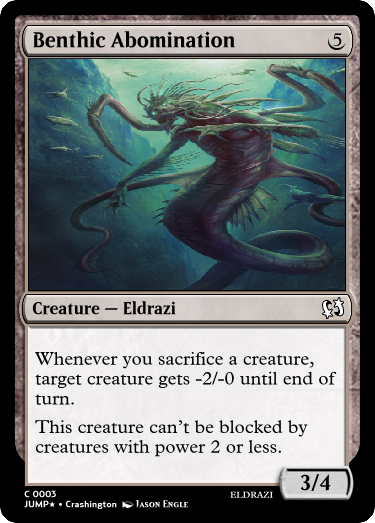 Benthic Abomination 5
Creature — Eldrazi
Whenever you sacrifice a creature,
target creature gets -2/-0 until end of
turn.
This creature can't be blocked by
creatures with power 2 or less.
3/4
C 0003
JUMP★ • Crashington Jason Engle
ELDRAZI